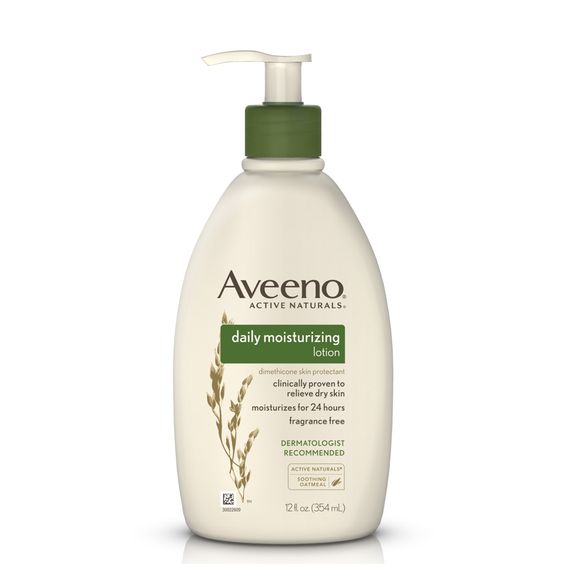 Aveeno®
ACTIVE NATURALS®
daily moisturizing
lotion
dimethicone skin protectant
clinically proven to
relieve dry skin
moisturizes for 24 hours
fragrance free
DERMATOLOGIST
RECOMMENDED
ACTIVE NATURALS®
SOOTHING
OATMEAL
30022609
12 fl. oz. (354 mL)